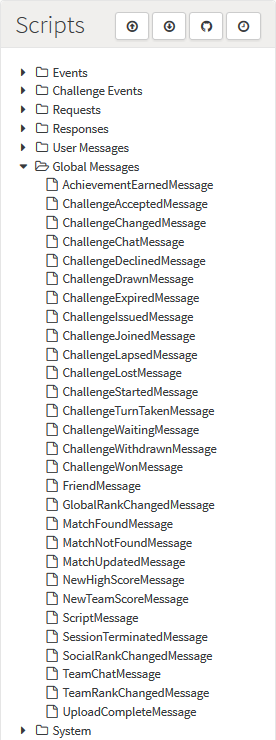 Scripts
Events
Challenge Events
Requests
Responses
User Messages
Global Messages
AchievementEarnedMessage
ChallengeAcceptedMessage
ChallengeChangedMessage
ChallengeChatMessage
ChallengeDeclinedMessage
ChallengeDrawnMessage
ChallengeExpiredMessage
ChallengeIssuedMessage
ChallengeJoinedMessage
ChallengeLapsedMessage
ChallengeLostMessage
ChallengeStartedMessage
ChallengeTurnTakenMessage
ChallengeWaitingMessage
ChallengeWithdrawnMessage
ChallengeWonMessage
FriendMessage
GlobalRankChangedMessage
MatchFoundMessage
MatchNotFoundMessage
MatchUpdatedMessage
NewHighScoreMessage
NewTeamScoreMessage
ScriptMessage
SessionTerminatedMessage
SocialRankChangedMessage
TeamChatMessage
TeamRankChangedMessage
UploadCompleteMessage
System